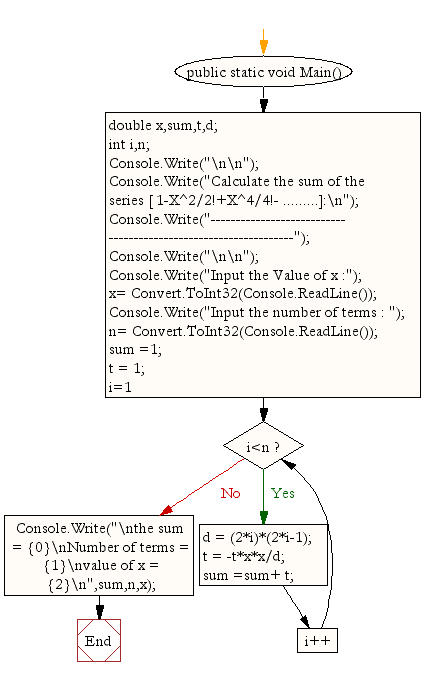 public static void Main()
double x,sum,t,d;
int i,n;
Console.Write("\n\n");
Console.Write("Calculate the sum of the
series [ 1-X^2/2!+X^4/4!- .........]:\n");
Console.Write("---------------------------
-------------------------------------");
Console.Write("\n\n");
Console.Write("Input the Value of x :");
x= Convert.ToInt32(Console.ReadLine());
Console.Write("Input the number of terms : ");
n= Convert.ToInt32(Console.ReadLine());
sum =1;
t = 1;
i=1
i<n ?
No
Yes
Console.Write("\nthe sum
= {0}\nNumber of terms =
{1}\nvalue of x =
{2}\n",sum,n,x);
d = (2*i)*(2*i-1);
t = -t*x*x/d;
sum =sum+ t;
End
i++